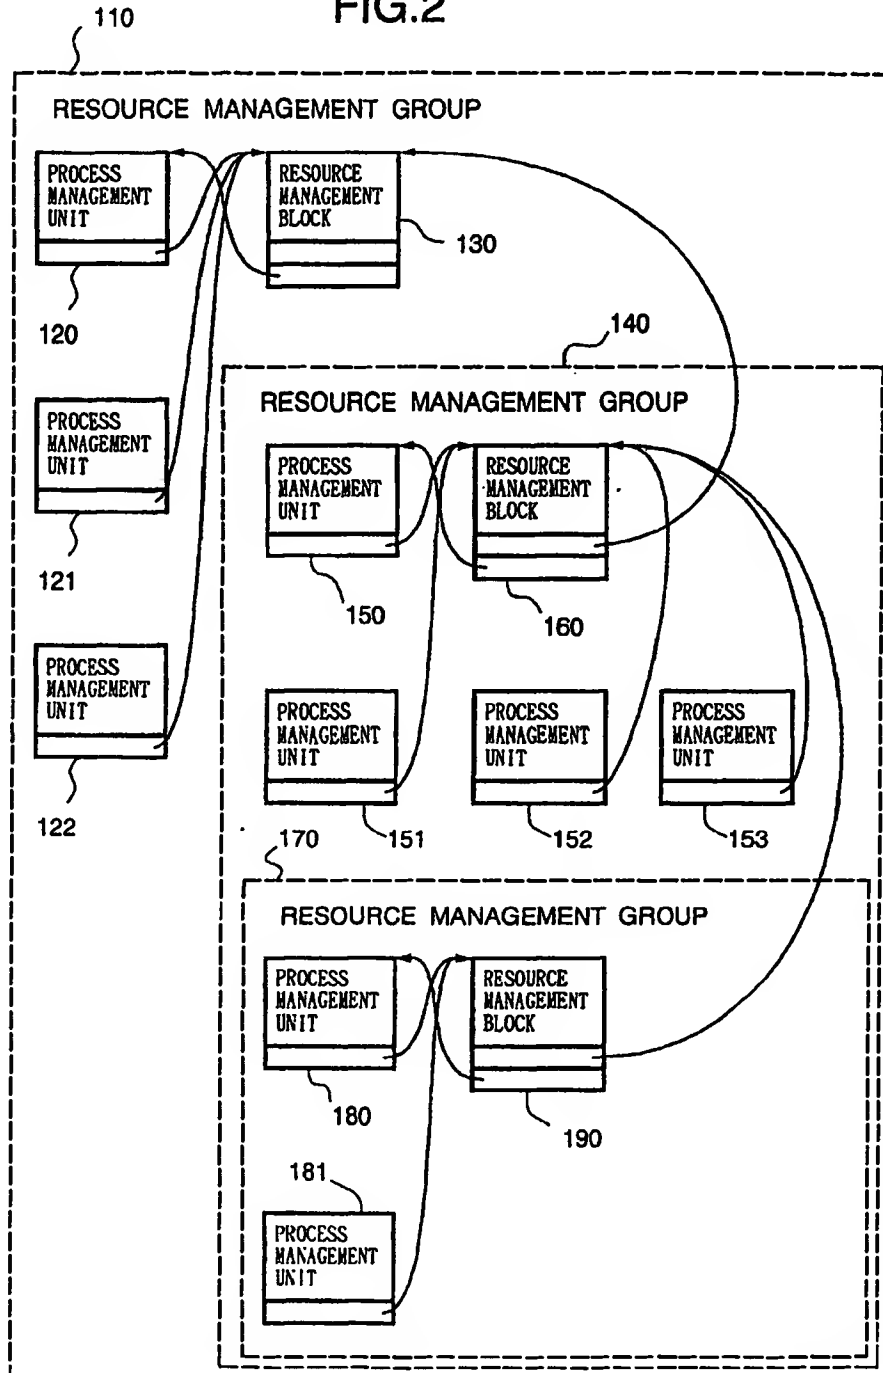 FIG.2
110
RESOURCE MANAGEMENT GROUP
PROCESS
MANAGEMENT
UNIT
RESOURCE
MANAGEMENT
BLOCK
130
120
140
PROCESS
MANAGEMENT
UNIT
121
RESOURCE MANAGEMENT GROUP
PROCESS
MANAGEMENT
UNIT
RESOURCE
MANAGEMENT
BLOCK
150
160
PROCESS
MANAGEMENT
UNIT
122
PROCESS
MANAGEMENT
UNIT
PROCESS
MANAGEMENT
UNIT
PROCESS
MANAGEMENT
UNIT
151
152
153
170
RESOURCE MANAGEMENT GROUP
PROCESS
MANAGEMENT
UNIT
RESOURCE
MANAGEMENT
BLOCK
180
190
181
PROCESS
MANAGEMENT
UNIT